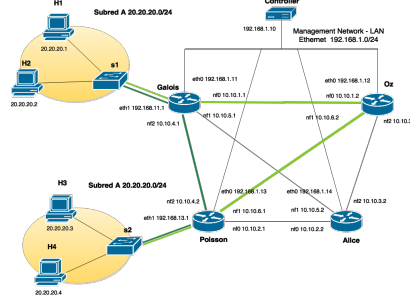 Controller
H1
Subred A 20.20.20.0/24
192.168.1.10
Management Network - LAN
Ethernet 192.168.1.0/24
20.20.20.1
H2
s1
Galois
eth0 192.168.1.11
eth0 192.168.1.12
Oz
nf0 10.10.1.1
nf0 10.10.1.2
20.20.20.2
eth1 192.168.11.1
nf1 10.10.5.1
nf1 10.10.6.2
nf2 10.10.4.1
H3
Subred A 20.20.20.0/24
eth0 192.168.1.13
eth0 192.168.1.14
nf2 10.10.4.2
nf2 10.10.3.2
20.20.20.3
eth1 192.168.13.1
nf1 10.10.6.1
nf1 10.10.5.2
H4
s2
nf0 10.10.2.1
nf0 10.10.2.2
Poisson
Alice
20.20.20.4